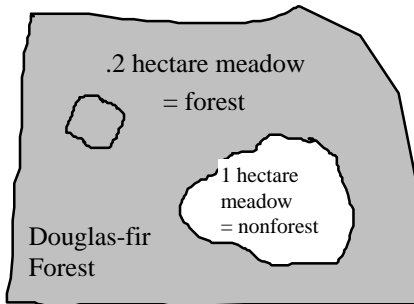 .2 hectare meadow
= forest
1 hectare
meadow
= nonforest
Douglas-fir
Forest